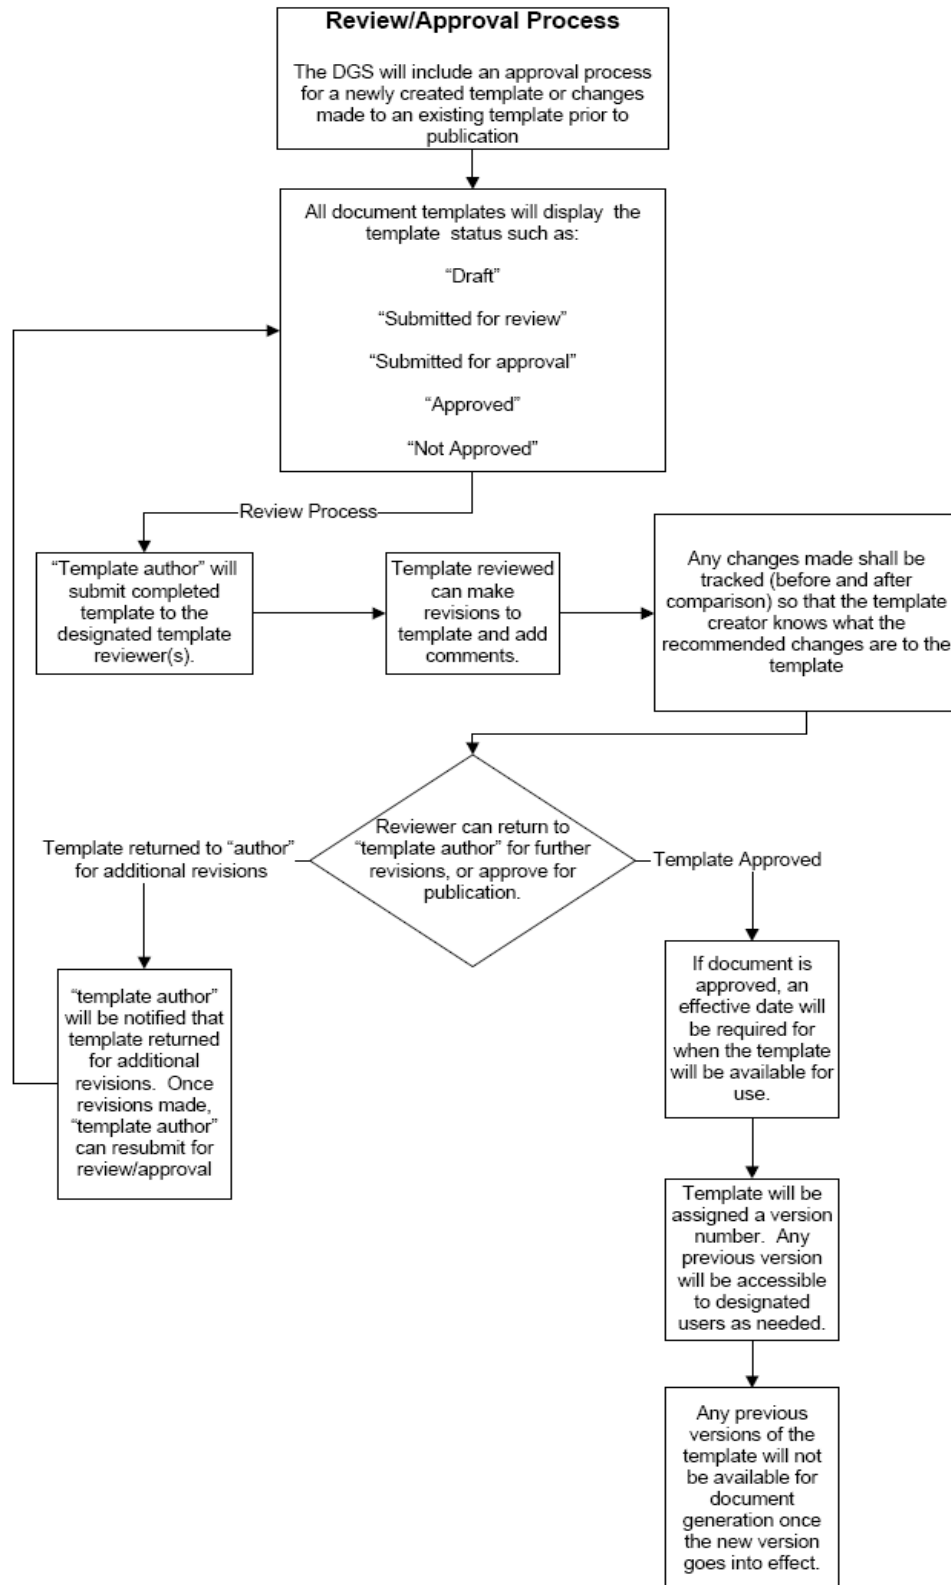 Review/Approval Process
The DGS will include an approval process
for a newly created template or changes
made to an existing template prior to
publication
All document templates will display the
template status such as:
“Draft”
“Submitted for review”
“Submitted for approval”
“Approved”
“Not Approved”
Review Process
“Template author” will
submit completed
template to the
designated template
reviewer(s).
Template reviewed
can make
revisions to
template and add
comments.
Any changes made shall be
tracked (before and after
comparison) so that the template
creator knows what the
recommended changes are to the
template
Reviewer can return to
“template author” for further
revisions, or approve for
publication.
Template returned to “author”
for additional revisions
Template Approved
“template author”
will be notified that
template returned
for additional
revisions. Once
revisions made,
“template author”
can resubmit for
review/approval
If document is
approved, an
effective date will
be required for
when the template
will be available for
use.
Template will be
assigned a version
number. Any
previous version
will be accessible
to designated
users as needed.
Any previous
versions of the
template will not
be available for
document
generation once
the new version
goes into effect.